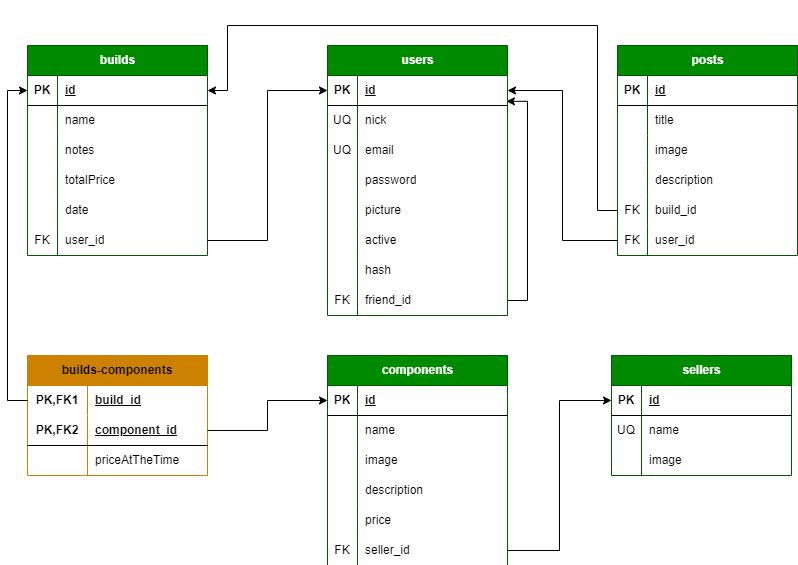 builds
PK id
name
notes
totalPrice
date
FK user_id
users
PK id
UQ nick
UQ email
password
picture
active
hash
FK friend_id
posts
PK id
title
image
description
FK build_id
FK user_id
builds-components
PK,FK1 build_id
PK,FK2 component_id
priceAtTheTime
components
PK id
name
image
description
price
FK seller_id
sellers
PK id
UQ name
image